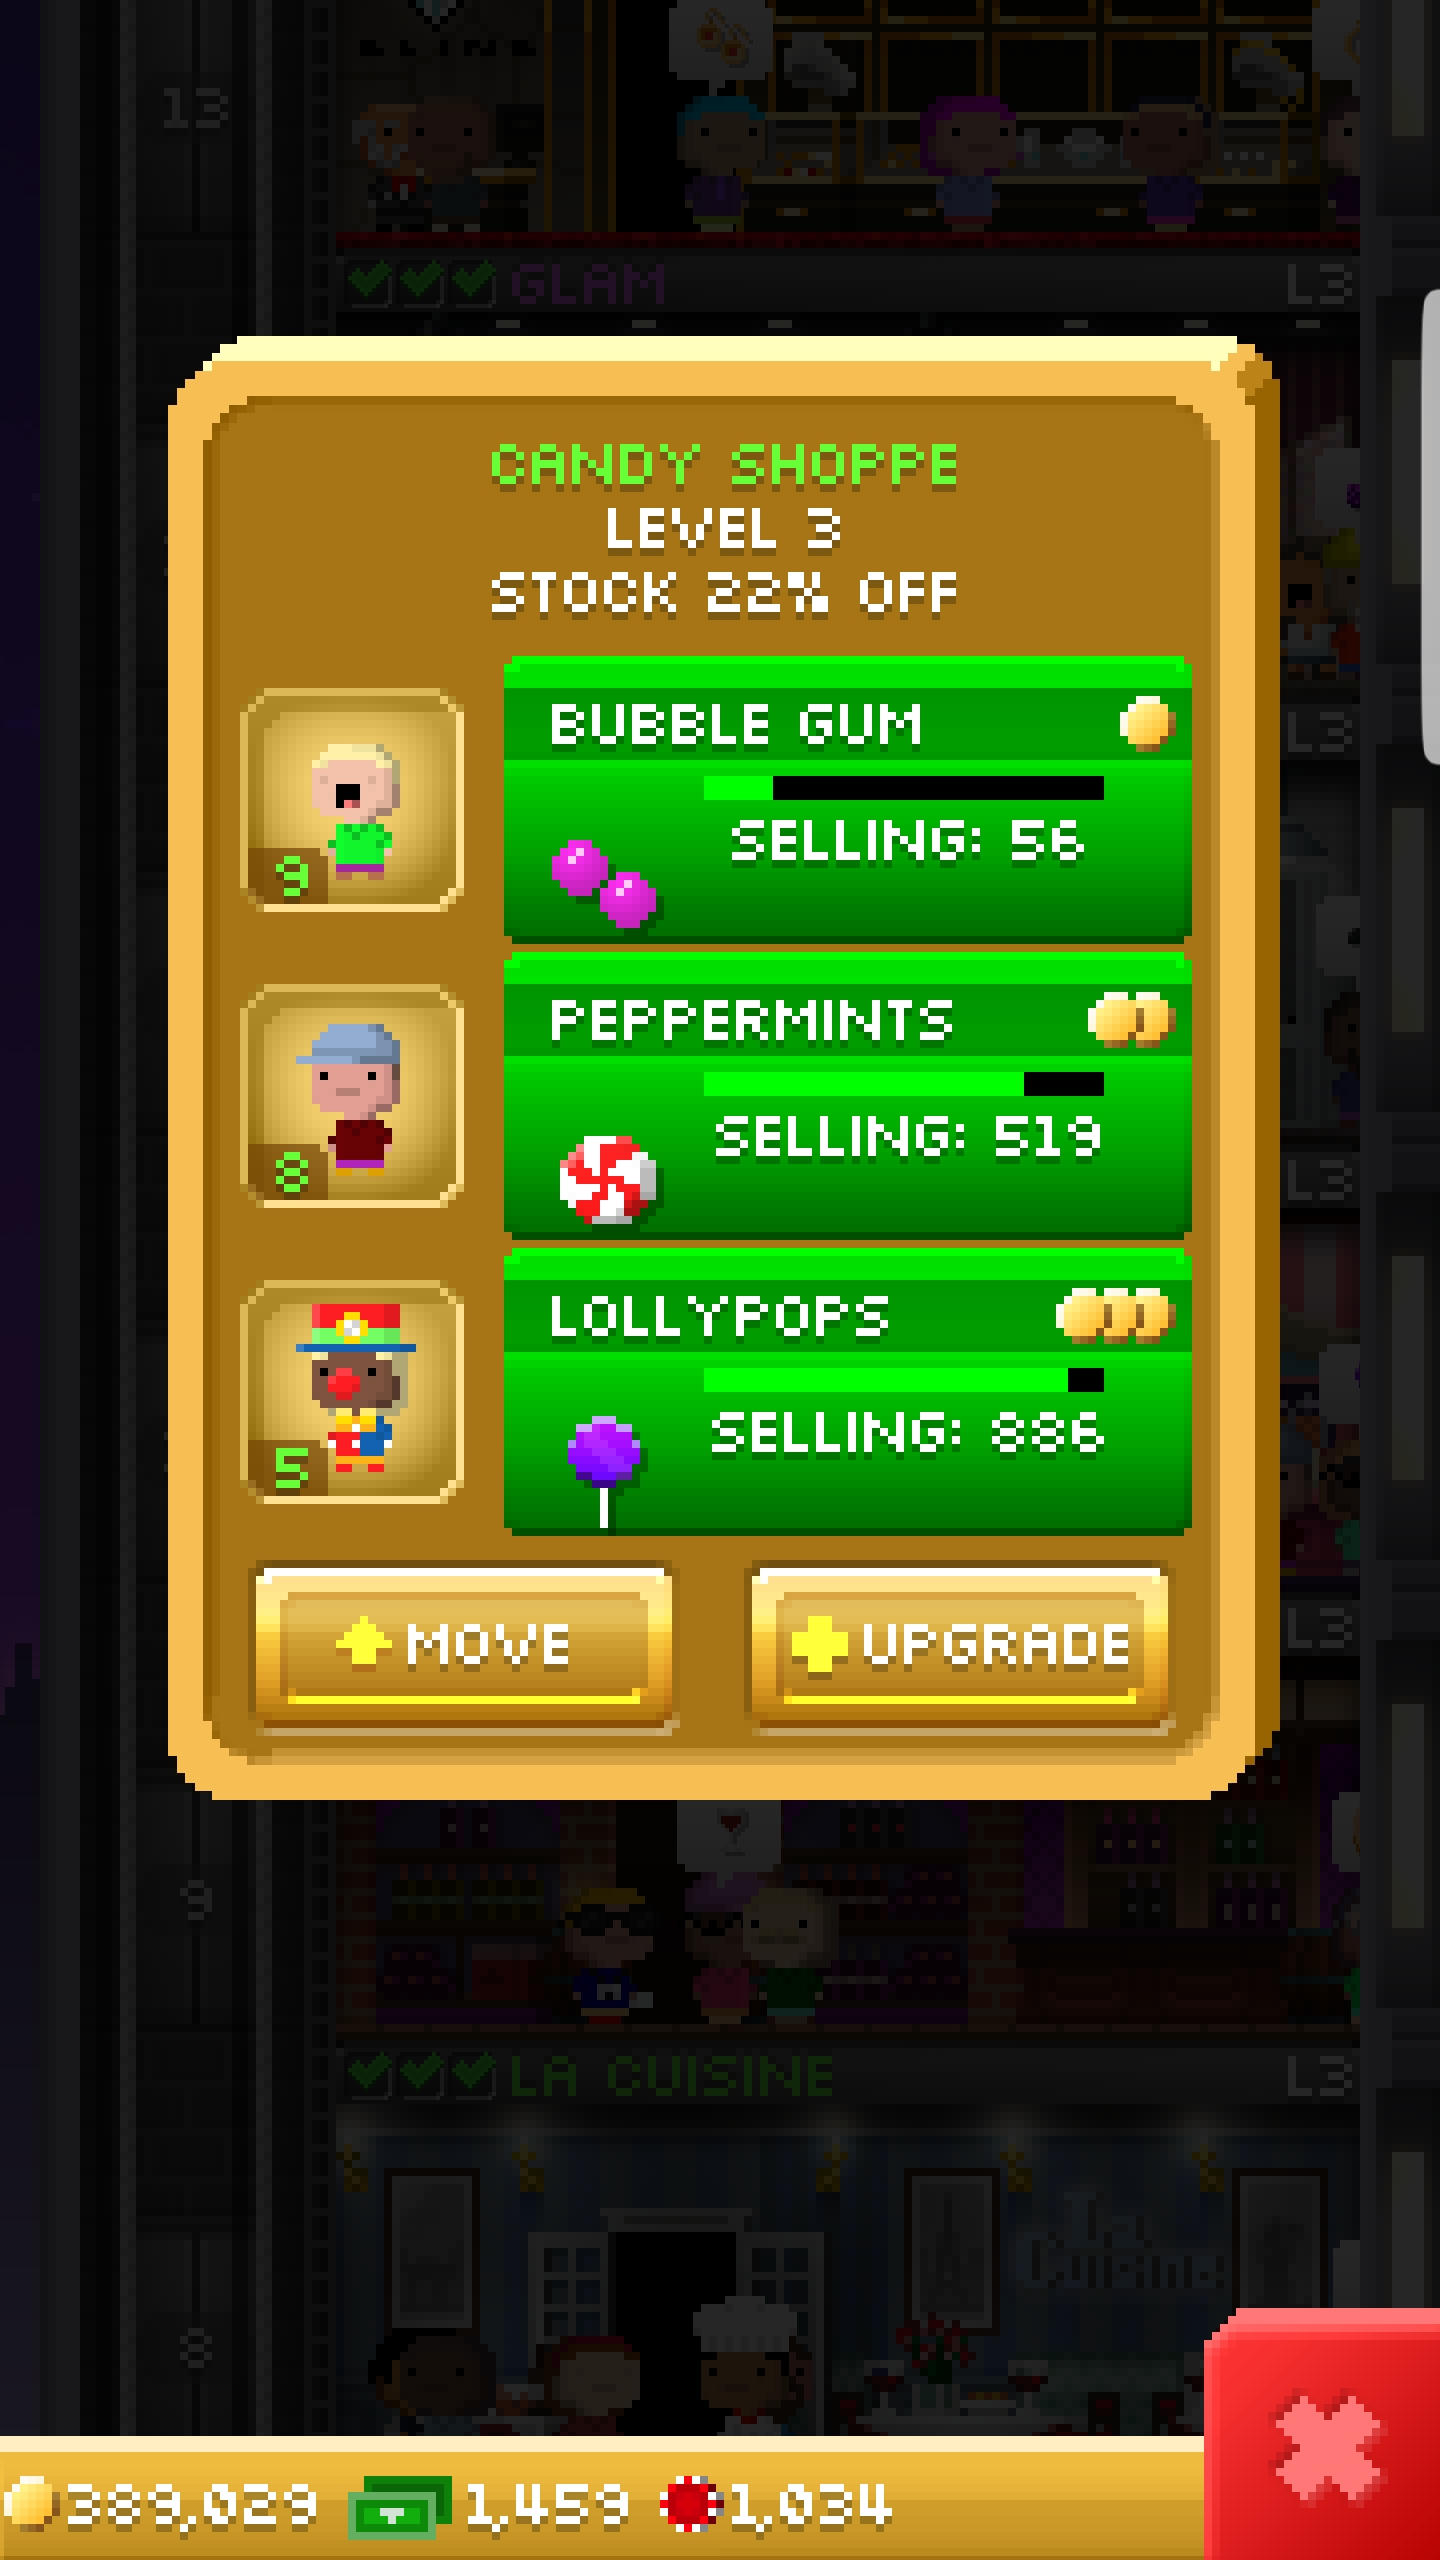 13
GLAM L3
CANDY SHOPPE
LEVEL 3
STOCK 22% OFF
BUBBLE GUM
L3
SELLING: 56
9
PEPPERMINTS
SELLING: 519
8
L3
LOLLYPOPS
SELLING: 886
5
MOVE
UPGRADE
L3
9
LA CUISINE L3
La
Cuisine
8
389,029 1,459 1,034